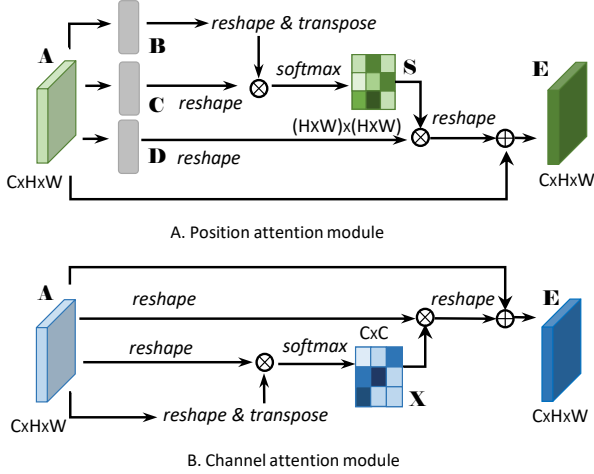 B
reshape & transpose
A
softmax
S
E
C
reshape
(HxW)x(HxW)
reshape
D
reshape
CxHxW
CxHxW
A. Position attention module
A
reshape
reshape
E
CxC
reshape
softmax
X
CxHxW
reshape & transpose
CxHxW
B. Channel attention module